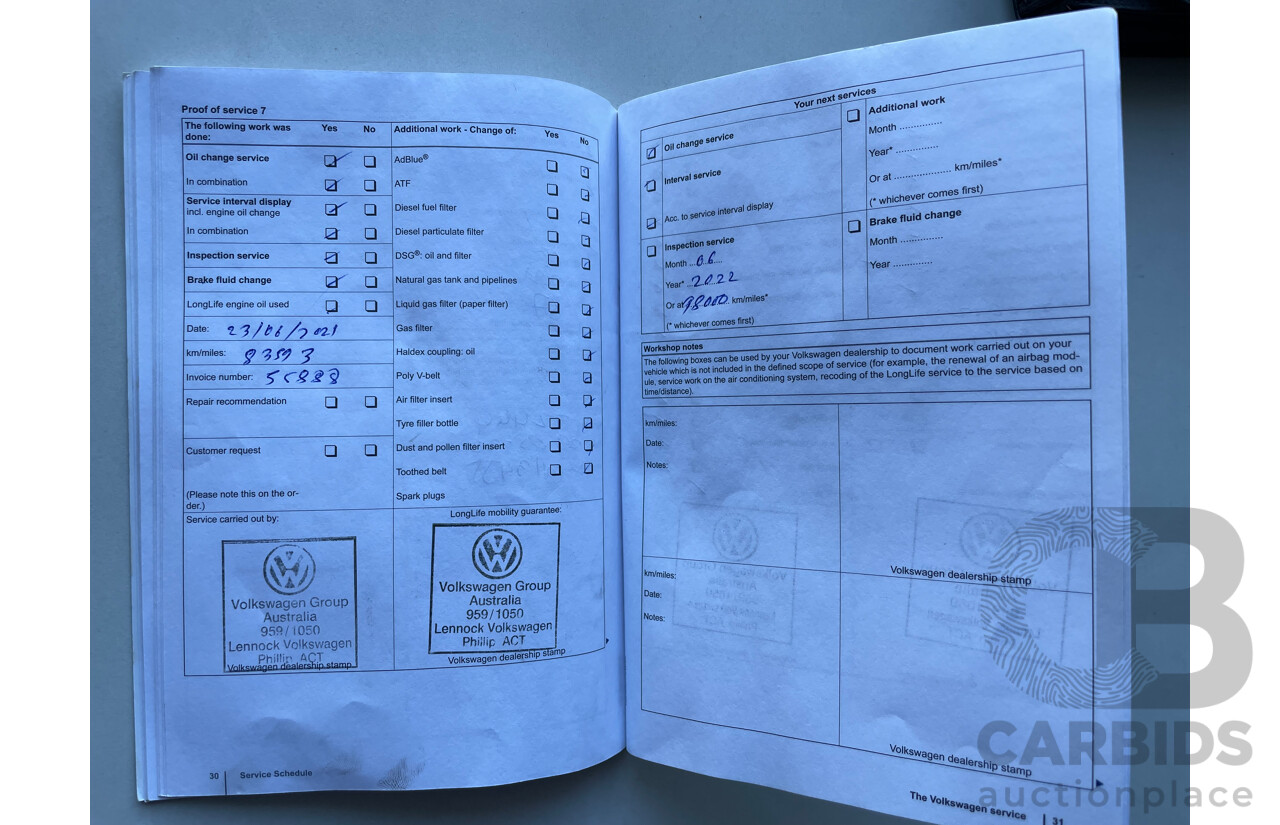 Proof of service 7
The following work was done: Yes No
Oil change service
In combination
Service interval display
incl. engine oil change
In combination
Inspection service
Brake fluid change
LongLife engine oil used
Date: 23/06/2021
km/miles: 83593
Invoice number:
Repair recommendation
Customer request
(Please note this on the or-
der.)
Service carried out by:
Volkswagen Group
Australia
959/1050
Lennock Volkswagen
Phillip ACT
Volkswagen dealership stamp
Additional work - Change of: Yes No
AdBlue®
ATF
Diesel fuel filter
Diesel particulate filter
DSG®: oil and filter
Natural gas tank and pipelines
Liquid gas filter (paper filter)
Gas filter
Haldex coupling: oil
Poly V-belt
Air filter insert
Tyre filler bottle
Dust and pollen filter insert
Toothed belt
Spark plugs
LongLife mobility guarantee:
Volkswagen Group
Australia
959/1050
Lennock Volkswagen
Phillip ACT
Volkswagen dealership stamp
30 Service Schedule
Your next services
Oil change service
Interval service
Acc. to service interval display
Inspection service
Month ...06...
Year* ..2022
Or at 98000. km/miles*
(* whichever comes first)
Additional work
Month ..............
Year* ..............
Or at ................... km/miles*
(* whichever comes first)
Brake fluid change
Month ..............
Year .............
Workshop notes
The following boxes can be used by your Volkswagen dealership to document work carried out on your
vehicle which is not included in the defined scope of service (for example, the renewal of an airbag mod-
ule, service work on the air conditioning system, recoding of the LongLife service to the service based on
time/distance).
km/miles:
Date:
Notes:
Volkswagen dealership stamp
km/miles:
Date:
Notes:
Volkswagen dealership stamp
The Volkswagen service 31
CARBIDS
auctionplace